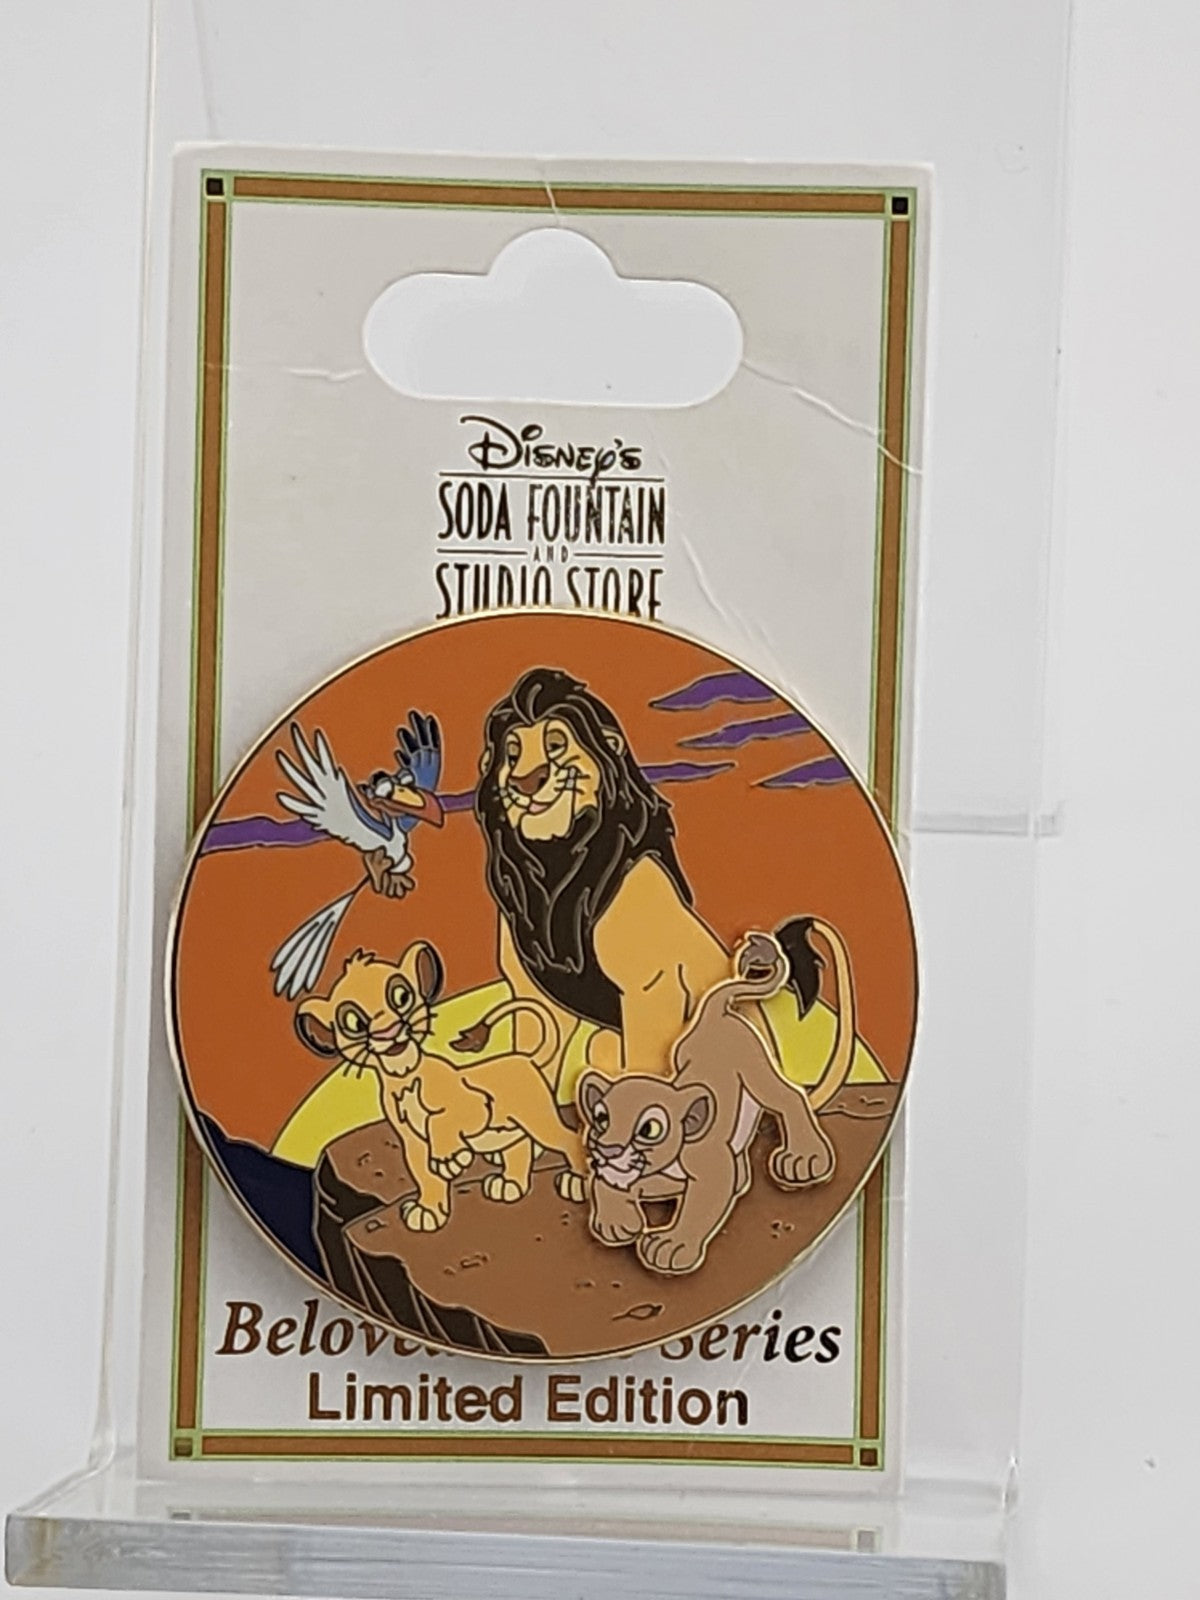 Disney's
SODA FOUNTAIN
AND
STUDIO STORE
Series
Limited Edition